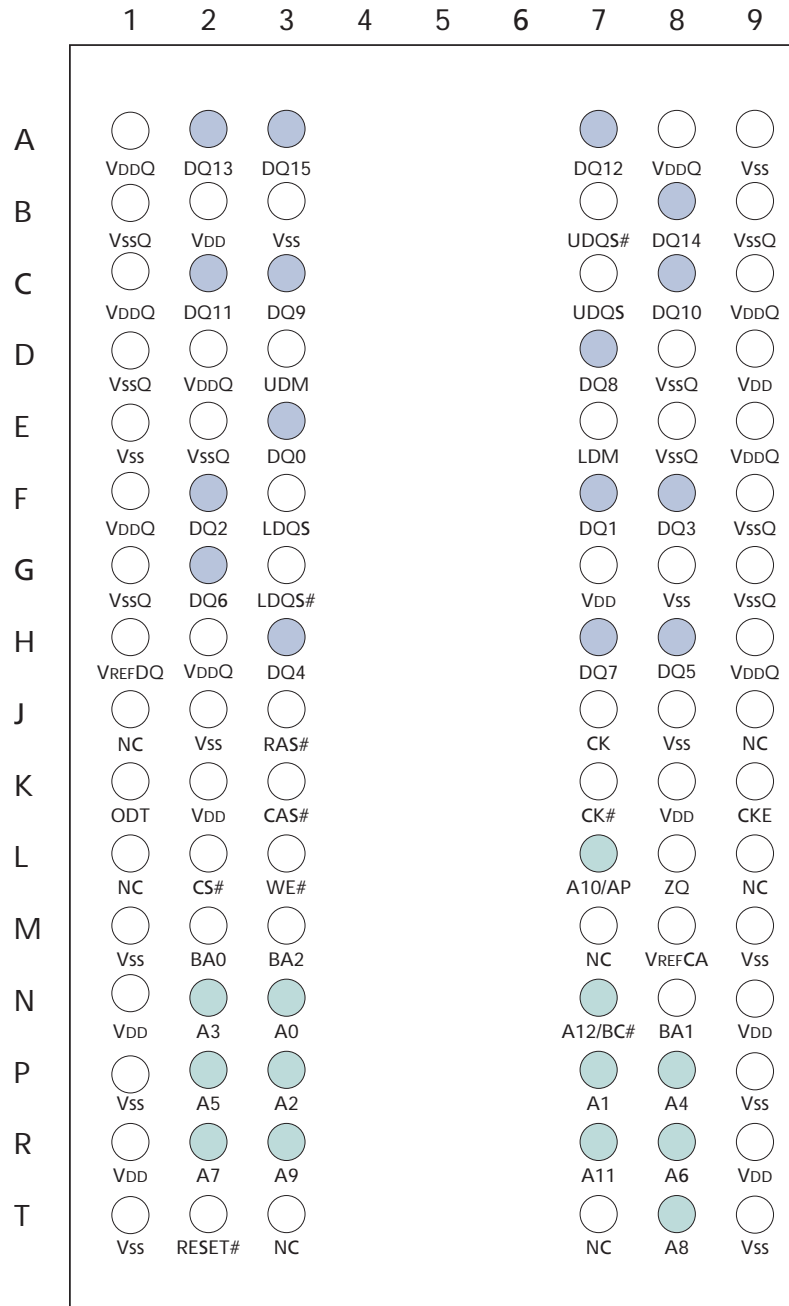 1 2 3 4 5 6 7 8 9
A
VDDQ DQ13 DQ15 DQ12 VDDQ Vss
B
VssQ VDD Vss UDQS# DQ14 VssQ
C
VDDQ DQ11 DQ9 UDQS DQ10 VDDQ
D
VssQ VDDQ UDM DQ8 VssQ VDD
E
Vss VssQ DQ0 LDM VssQ VDDQ
F
VDDQ DQ2 LDQS DQ1 DQ3 VssQ
G
VssQ DQ6 LDQS# VDD Vss VssQ
H
VREFDQ VDDQ DQ4 DQ7 DQ5 VDDQ
J
NC Vss RAS# CK Vss NC
K
ODT VDD CAS# CK# VDD CKE
L
NC CS# WE# A10/AP ZQ NC
M
Vss BA0 BA2 NC VREFCA Vss
N
VDD A3 A0 A12/BC# BA1 VDD
P
Vss A5 A2 A1 A4 Vss
R
VDD A7 A9 A11 A6 VDD
T
Vss RESET# NC NC A8 Vss